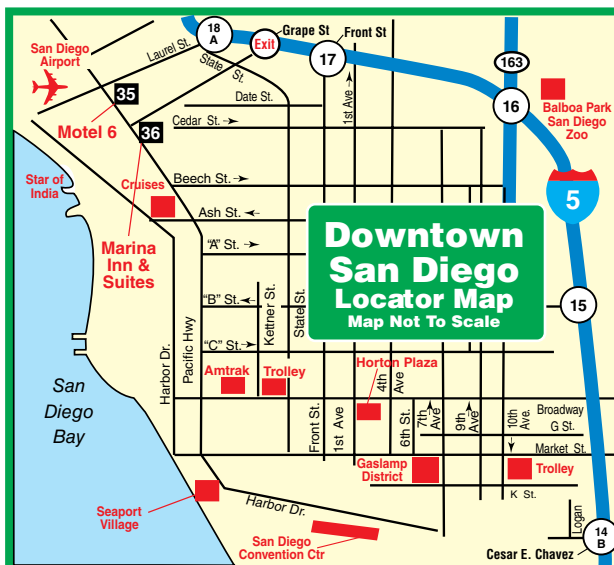 18
A
Grape St
Front St
Exit
San Diego
Airport
Laurel St.
State St.
17
163
35
Date St.
1st Ave
16
Balboa Park
San Diego
Zoo
Motel 6
36
Cedar St.
Star of
India
Cruises
Beech St.
5
Ash St.
Marina
Inn &
Suites
"A" St.
Downtown
San Diego
Locator Map
Map Not To Scale
"B" St.
Kettner St.
State St.
15
Harbor Dr.
Pacific Hwy
"C" St.
Amtrak
Trolley
Horton Plaza
4th
Ave
San
Diego
Bay
Front St.
1st Ave
6th St.
7th
Ave
9th
Ave
10th
Ave.
Broadway
G St.
Market St.
Gaslamp
District
Trolley
K St.
Seaport
Village
Harbor Dr.
San Diego
Convention Ctr
Logan
14
B
Cesar E. Chavez